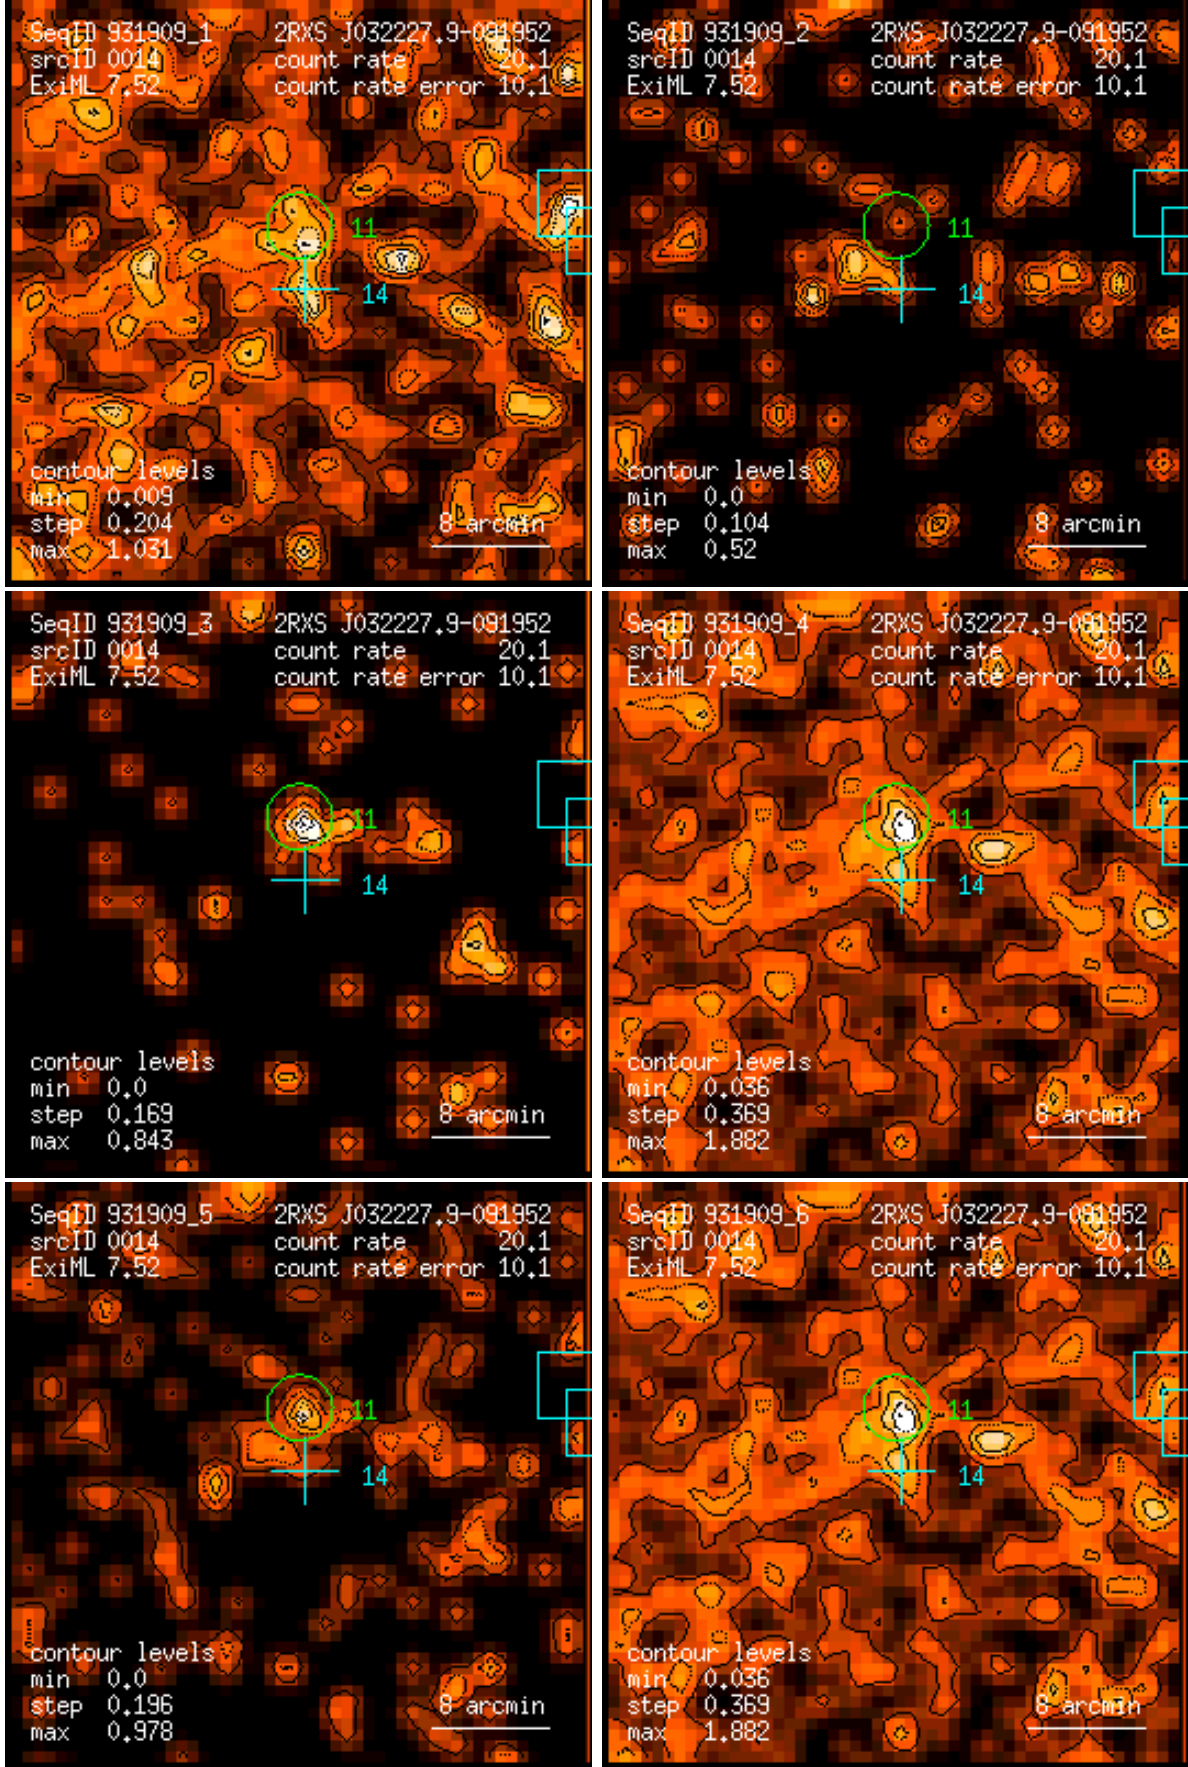 SeqID 931909_1 2RXS J032227.9-091952
srcID 0014 count rate 20.1
ExiML 7.52 count rate error 10.1
11
14
contour levels
min 0.009
step 0.204 8 arcmin
max 1.031
SeqID 931909_2 2RXS J032227.9-091952
srcID 0014 count rate 20.1
ExiML 7.52 count rate error 10.1
11
14
contour levels
min 0.0
step 0.104 8 arcmin
max 0.52
SeqID 931909_3 2RXS J032227.9-091952
srcID 0014 count rate 20.1
ExiML 7.52 count rate error 10.1
11
14
contour levels
min 0.0
step 0.169 8 arcmin
max 0.843
SeqID 931909_4 2RXS J032227.9-091952
srcID 0014 count rate 20.1
ExiML 7.52 count rate error 10.1
11
14
contour levels
min 0.036
step 0.369 8 arcmin
max 1.882
SeqID 931909_5 2RXS J032227.9-091952
srcID 0014 count rate 20.1
ExiML 7.52 count rate error 10.1
11
14
contour levels
min 0.0
step 0.196 8 arcmin
max 0.978
SeqID 931909_6 2RXS J032227.9-091952
srcID 0014 count rate 20.1
ExiML 7.52 count rate error 10.1
11
14
contour levels
min 0.036
step 0.369 8 arcmin
max 1.882